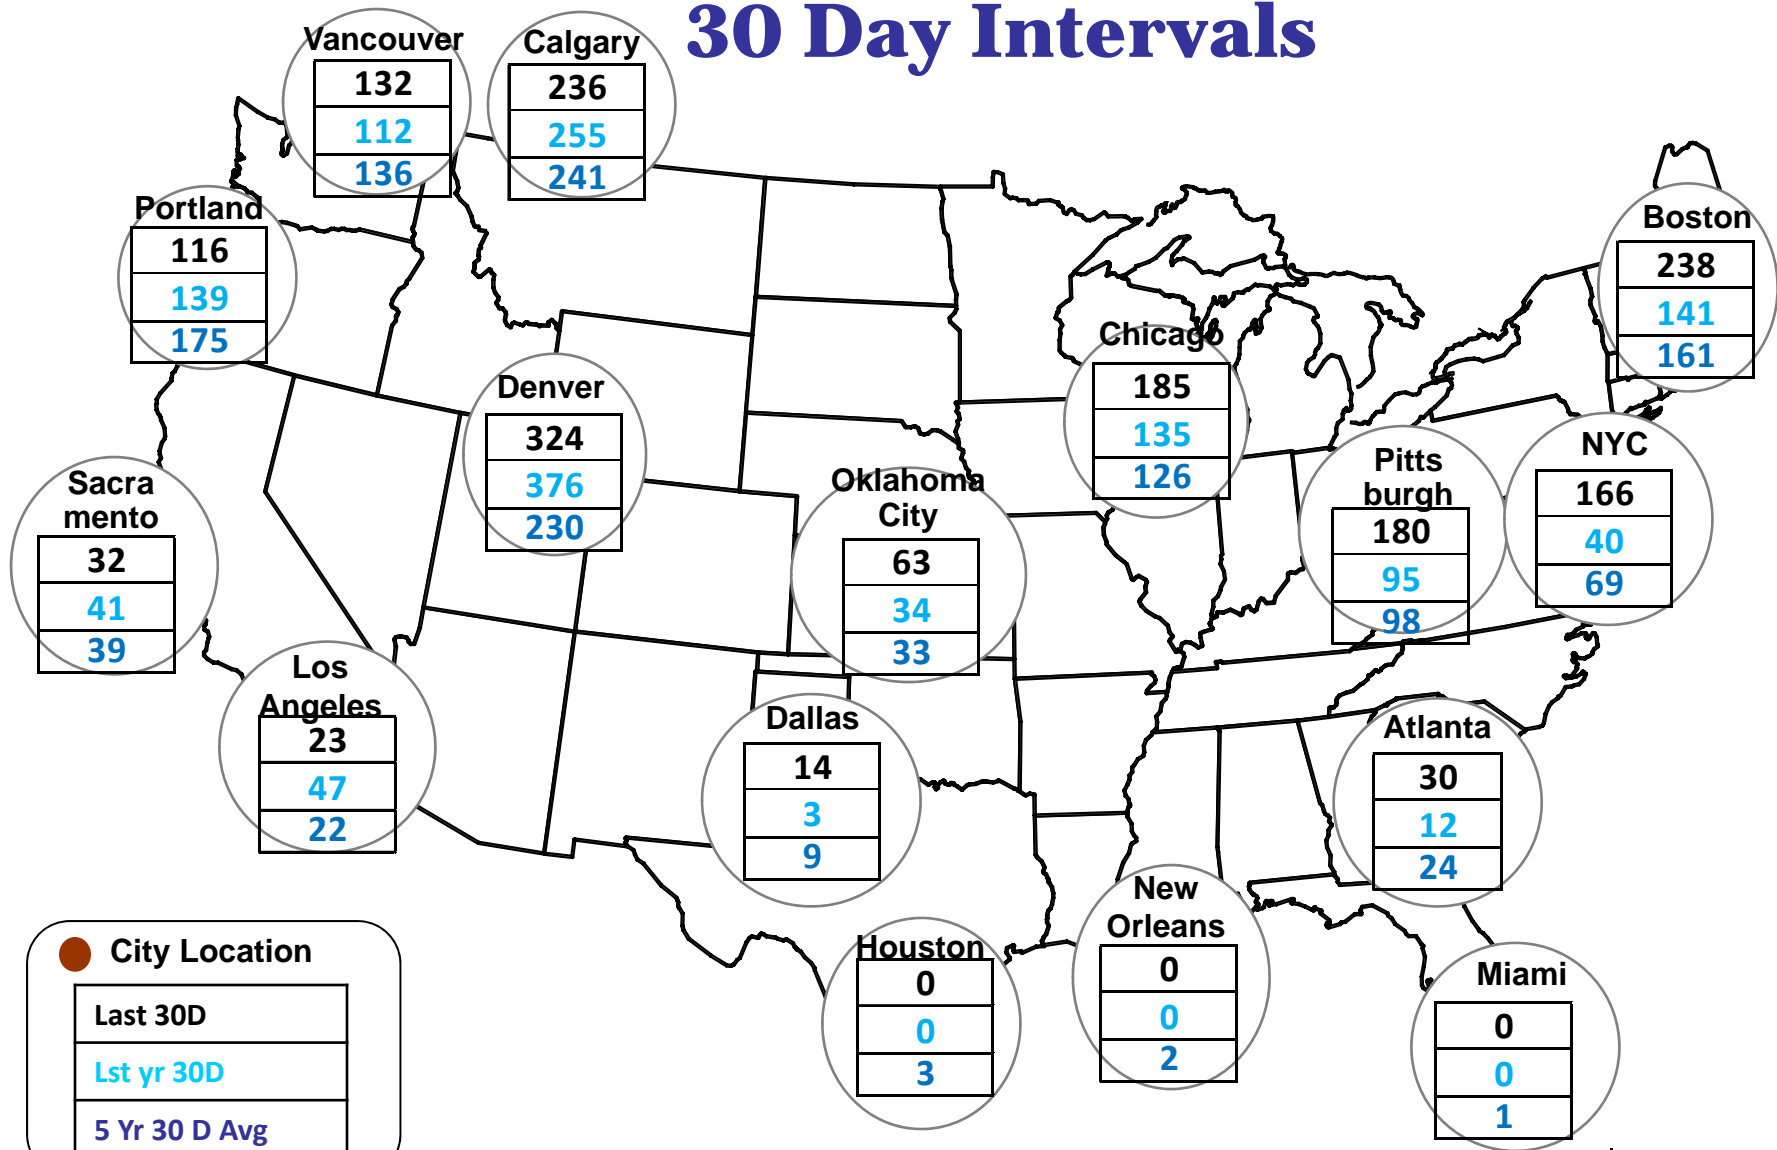 30 Day Intervals
Vancouver
132
112
136
Calgary
236
255
241
Portland
116
139
175
Boston
238
141
161
Chicago
185
135
126
Denver
324
376
230
NYC
166
40
69
Pitts
burgh
180
95
98
Sacra
mento
32
41
39
Oklahoma
City
63
34
33
Los
Angeles
23
47
22
Dallas
14
3
9
Atlanta
30
12
24
New
Orleans
0
0
2
Houston
0
0
3
Miami
0
0
1
City Location
Last 30D
Lst yr 30D
5 Yr 30 D Avg